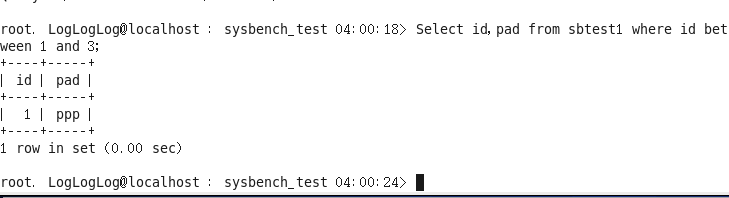 root. LogLogLog@localhost : sysbench_test 04:00:18> Select id,pad from sbtest1 where id bet
ween 1 and 3;
+----+-----+
| id | pad |
+----+-----+
|  1 | ppp |
+----+-----+
1 row in set (0.00 sec)
root. LogLogLog@localhost : sysbench_test 04:00:24>